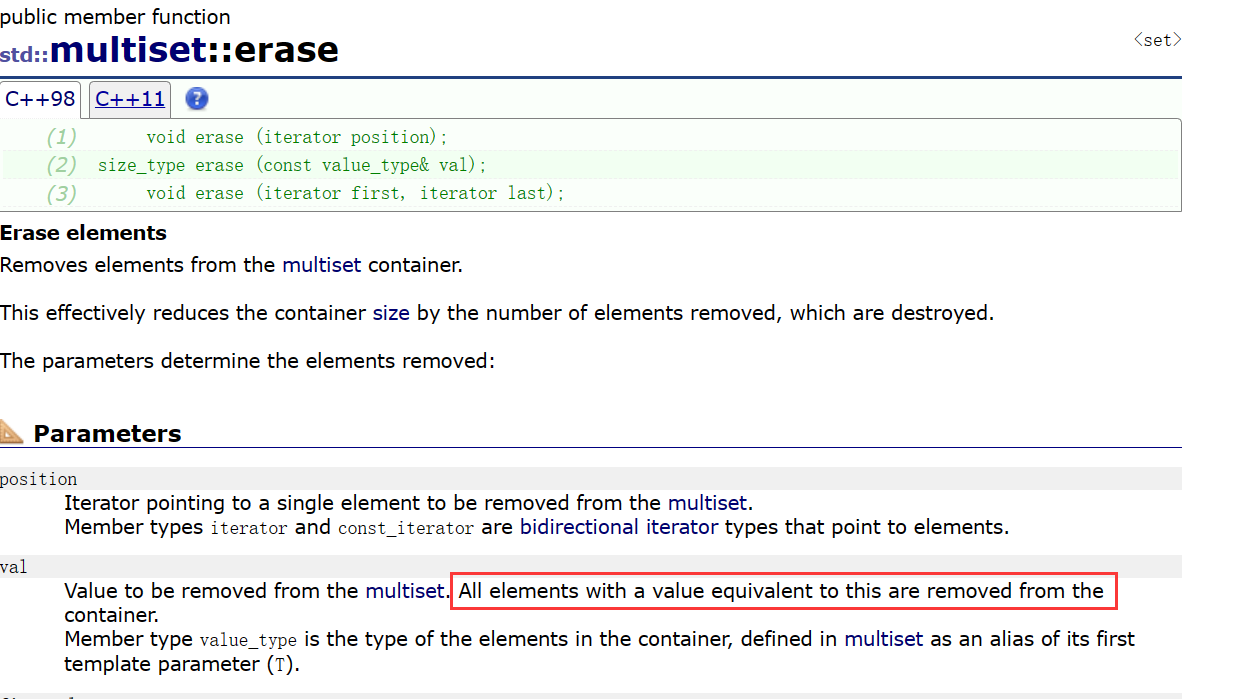 public member function
std::multiset::erase
<set>
C++98 C++11 ?
(1) void erase (iterator position);
(2) size_type erase (const value_type& val);
(3) void erase (iterator first, iterator last);
Erase elements
Removes elements from the multiset container.
This effectively reduces the container size by the number of elements removed, which are destroyed.
The parameters determine the elements removed:
Parameters
position
Iterator pointing to a single element to be removed from the multiset.
Member types iterator and const_iterator are bidirectional iterator types that point to elements.
val
Value to be removed from the multiset. All elements with a value equivalent to this are removed from the
container.
Member type value_type is the type of the elements in the container, defined in multiset as an alias of its first
template parameter (T).